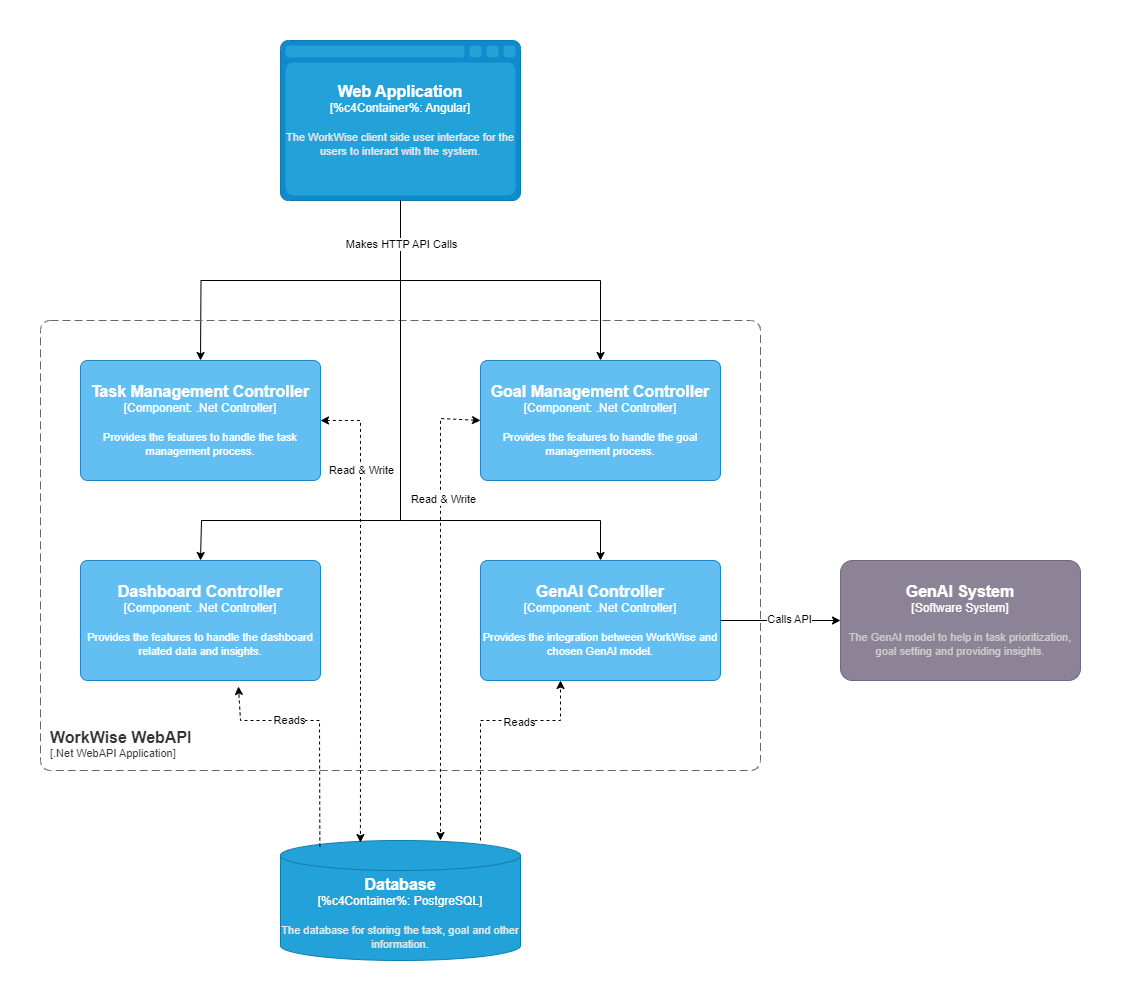 Web Application
[%c4Container%: Angular]
The WorkWise client side user interface for the
users to interact with the system.
Makes HTTP API Calls
Task Management Controller
[Component: .Net Controller]
Provides the features to handle the task
management process.
Goal Management Controller
[Component: .Net Controller]
Provides the features to handle the goal
management process.
Read & Write
Read & Write
Dashboard Controller
[Component: .Net Controller]
Provides the features to handle the dashboard
related data and insights.
GenAI Controller
[Component: .Net Controller]
Provides the integration between WorkWise and
chosen GenAI model.
Calls API
GenAI System
[Software System]
The GenAI model to help in task prioritization,
goal setting and providing insights.
Reads
Reads
WorkWise WebAPI
[.Net WebAPI Application]
Database
[%c4Container%: PostgreSQL]
The database for storing the task, goal and other
information.